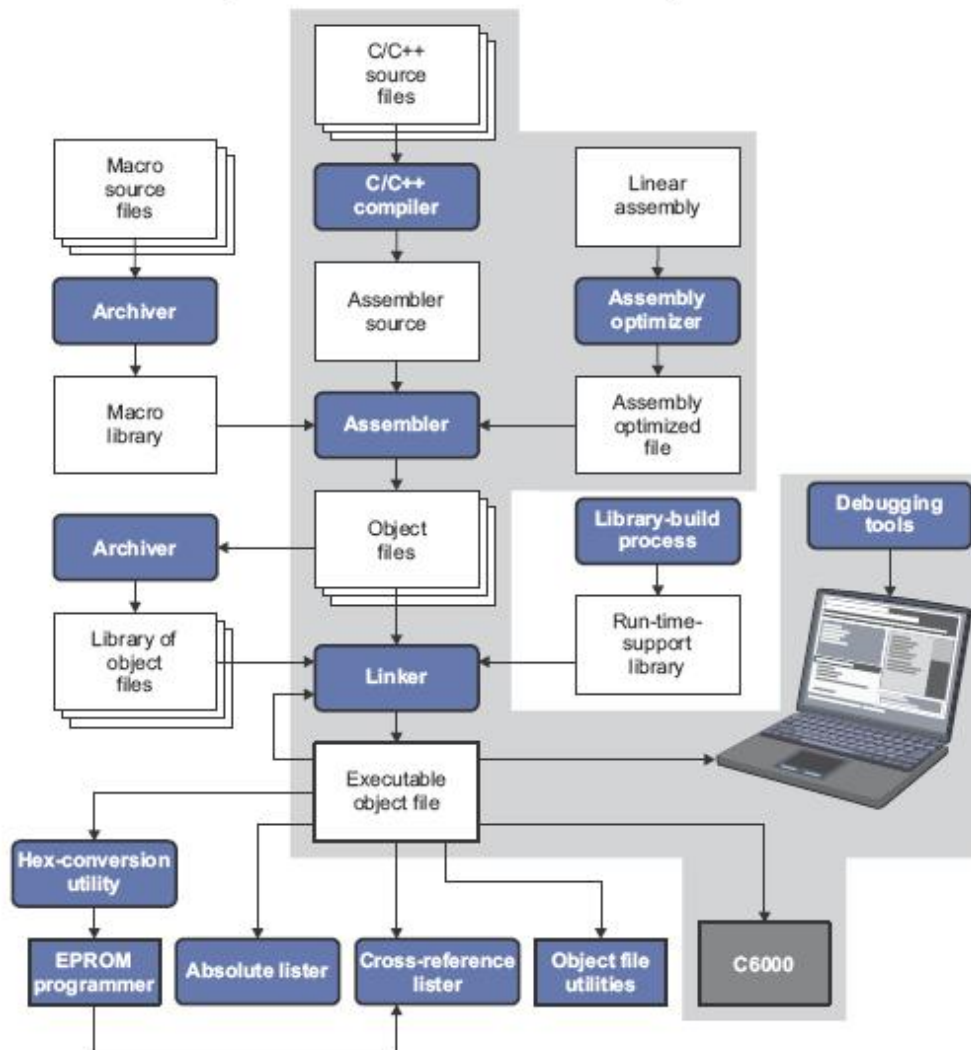 C/C++
source
files
Macro
source
files
C/C++
compiler
Linear
assembly
Archiver
Assembler
source
Assembly
optimizer
Macro
library
Assembler
Assembly
optimized
file
Archiver
Object
files
Library-build
process
Debugging
tools
Library of
object
files
Linker
Run-time-
support
library
Executable
object file
Hex-conversion
utility
EPROM
programmer
Absolute lister
Cross-reference
lister
Object file
utilities
C6000